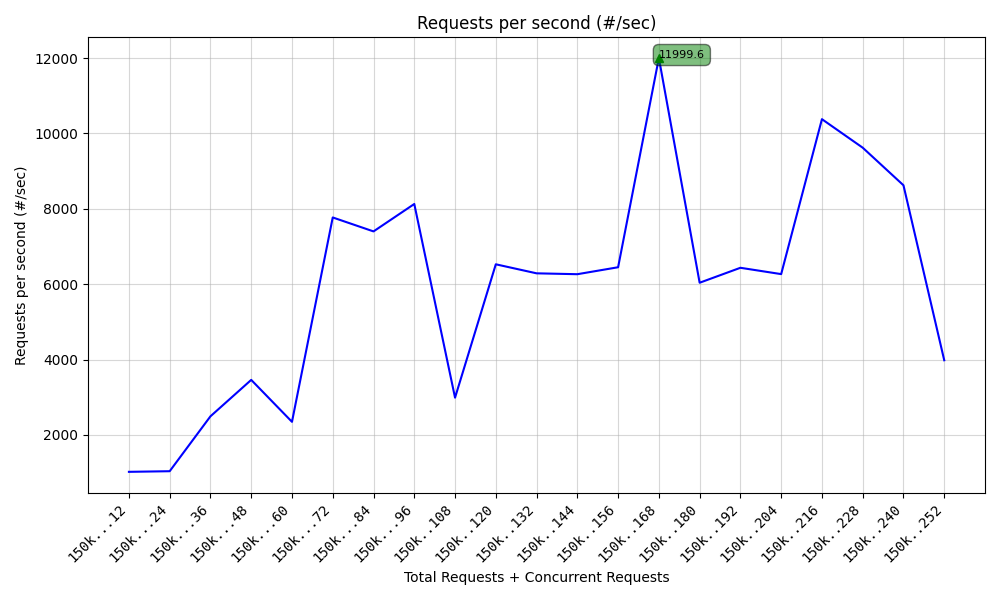 Requests per second (#/sec)
11999.6
12000
10000
8000
6000
4000
2000
Requests per second (#/sec)
150k...12
150k...24
150k...36
150k...48
150k...60
150k...72
150k...84
150k...96
150k..108
150k..120
150k..132
150k..144
150k..156
150k..168
150k..180
150k..192
150k..204
150k..216
150k..228
150k..240
150k..252
Total Requests + Concurrent Requests